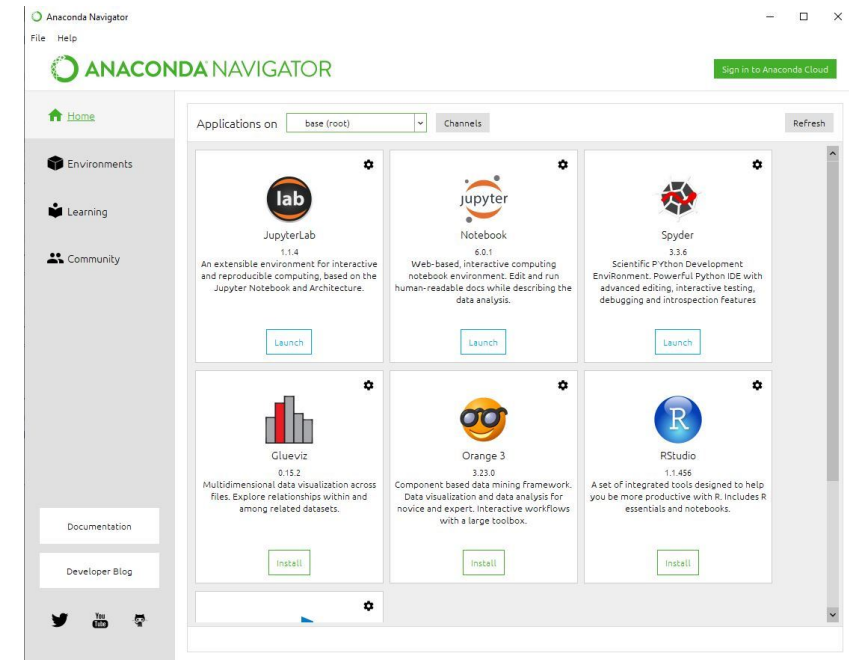 Anaconda Navigator
File Help
ANACONDA NAVIGATOR
Sign in to Anaconda Cloud
Home
Environments
Learning
Community
Documentation
Developer Blog
You
Tube
Applications on base (root) Channels Refresh
lab
JupyterLab
1.1.4
An extensible environment for interactive
and reproducible computing, based on the
Jupyter Notebook and Architecture.
Launch
jupyter
Notebook
6.0.1
Web-based, interactive computing
notebook environment. Edit and run
human-readable docs while describing the
data analysis.
Launch
Spyder
3.3.6
Scientific PYthon Development
EnviRonment. Powerful Python IDE with
advanced editing, interactive testing,
debugging and introspection features
Launch
Glueviz
0.15.2
Multidimensional data visualization across
files. Explore relationships within and
among related datasets.
Install
Orange 3
3.23.0
Component based data mining framework.
Data visualization and data analysis for
novice and expert. Interactive workflows
with a large toolbox.
Install
R
RStudio
1.1.456
A set of integrated tools designed to help
you be more productive with R. Includes R
essentials and notebooks.
Install